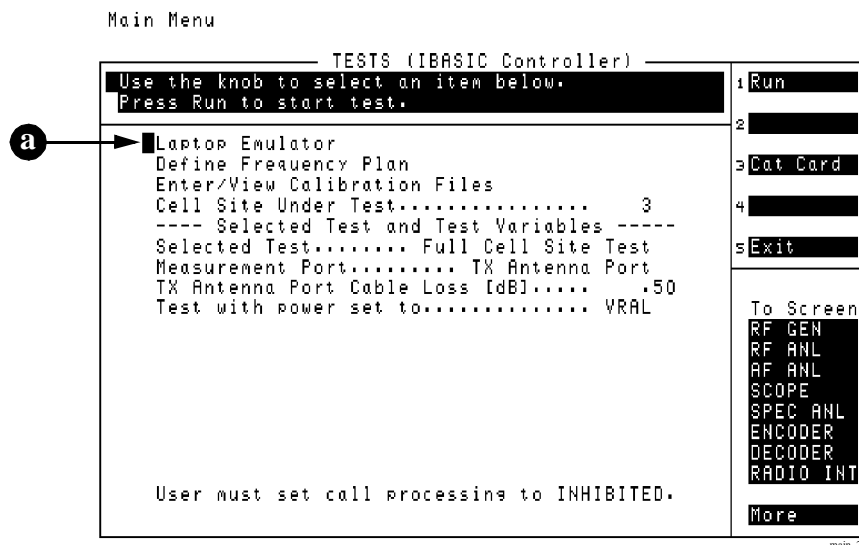 Main Menu
TESTS (IBASIC Controller)
Use the knob to select an item below.
Press Run to start test.
a
Laptop Emulator
Define Frequency Plan
Enter/View Calibration Files
Cell Site Under Test................ 3
---- Selected Test and Test Variables -----
Selected Test........ Full Cell Site Test
Measurement Port......... TX Antenna Port
TX Antenna Port Cable Loss [dB]..... .50
Test with power set to.............. VRAL
User must set call processing to INHIBITED.
1 Run
2
3 Cat Card
4
5 Exit
To Screen
RF GEN
RF ANL
AF ANL
SCOPE
SPEC ANL
ENCODER
DECODER
RADIO INT
More